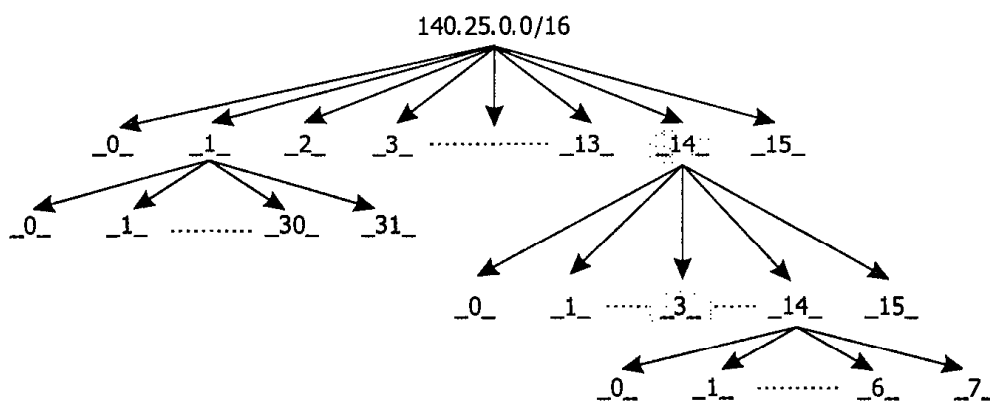 140.25.0.0/16
_0_ _1_ _2_ _3_ .............. _13_ _14_ _15_
_0_ _1_ .......... _30_ _31_
_0_ _1_ ...... _3_ ...... _14_ _15_
_0_ _1_ .......... _6_ _7_